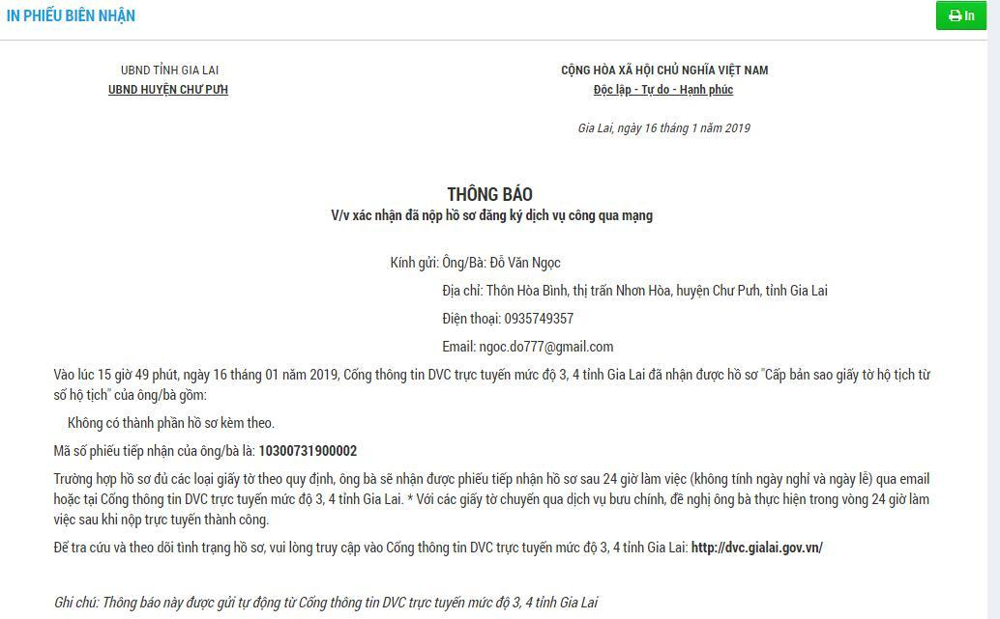 IN PHIẾU BIÊN NHẬN
In
UBND TỈNH GIA LAI
UBND HUYỆN CHƯ PƯH
CỘNG HÒA XÃ HỘI CHỦ NGHĨA VIỆT NAM
Độc lập - Tự do - Hạnh phúc
Gia Lai, ngày 16 tháng 1 năm 2019
THÔNG BÁO
V/v xác nhận đã nộp hồ sơ đăng ký dịch vụ công qua mạng
Kính gửi: Ông/Bà: Đỗ Văn Ngọc
Địa chỉ: Thôn Hòa Bình, thị trấn Nhơn Hòa, huyện Chư Pưh, tỉnh Gia Lai
Điện thoại: 0935749357
Email: ngoc.do777@gmail.com
Vào lúc 15 giờ 49 phút, ngày 16 tháng 01 năm 2019, Cổng thông tin DVC trực tuyến mức độ 3, 4 tỉnh Gia Lai đã nhận được hồ sơ "Cấp bản sao giấy tờ hộ tịch từ
sổ hộ tịch" của ông/bà gồm:
Không có thành phần hồ sơ kèm theo.
Mã số phiếu tiếp nhận của ông/bà là: 10300731900002
Trường hợp hồ sơ đủ các loại giấy tờ theo quy định, ông bà sẽ nhận được phiếu tiếp nhận hồ sơ sau 24 giờ làm việc (không tính ngày nghỉ và ngày lễ) qua email
hoặc tại Cổng thông tin DVC trực tuyến mức độ 3, 4 tỉnh Gia Lai. * Với các giấy tờ chuyển qua dịch vụ bưu chính, đề nghị ông bà thực hiện trong vòng 24 giờ làm
việc sau khi nộp trực tuyến thành công.
Để tra cứu và theo dõi tình trạng hồ sơ, vui lòng truy cập vào Cổng thông tin DVC trực tuyến mức độ 3, 4 tỉnh Gia Lai: http://dvc.gialai.gov.vn/
Ghi chú: Thông báo này được gửi tự động từ Cổng thông tin DVC trực tuyến mức độ 3, 4 tỉnh Gia Lai